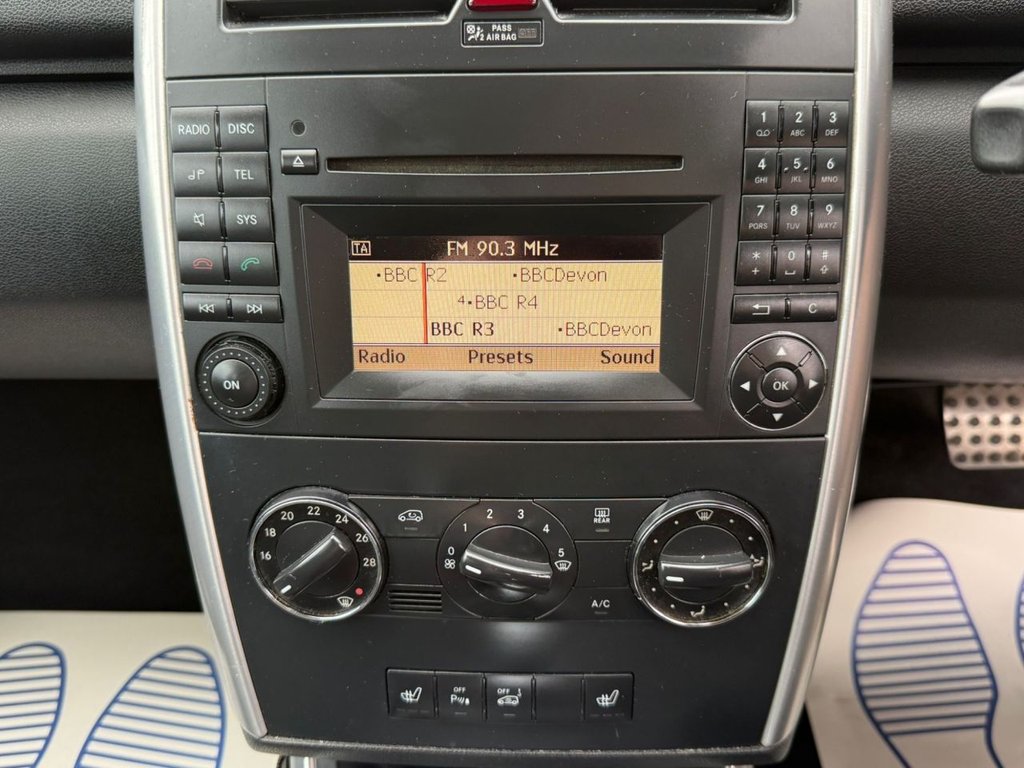 PASS
2 AIRBAG OFF
RADIO DISC
TEL
SYS
ON
TA FM 90.3 MHz
•BBC R2 •BBCDevon
4•BBC R4
BBC R3 •BBCDevon
Radio Presets Sound
1 2 ABC 3 DEF
4 GHI 5 JKL 6 MNO
7 PQRS 8 TUV 9 WXYZ
* + 0 #
C
OK
16 18 20 22 24 26 28
0 1 2 3 4 5
REAR
A/C
OFF
P
OFF